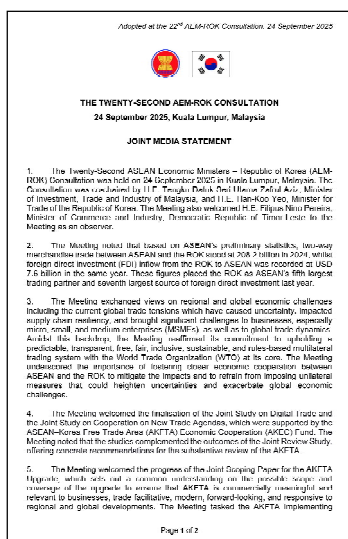 Adopted at the 22nd AEM-ROK Consultation, 24 September 2025
THE TWENTY-SECOND AEM-ROK CONSULTATION
24 September 2025, Kuala Lumpur, Malaysia
JOINT MEDIA STATEMENT
1. The Twenty-Second ASEAN Economic Ministers – Republic of Korea (AEM-
ROK) Consultation was held on 24 September 2025 in Kuala Lumpur, Malaysia. The
Consultation was co-chaired by H.E. Tengku Datuk Seri Utama Zafrul Aziz, Minister
of Investment, Trade and Industry of Malaysia, and H.E. Han-Koo Yeo, Minister for
Trade of the Republic of Korea. The Meeting also welcomed H.E. Filipus Nino Pereira,
Minister of Commerce and Industry, Democratic Republic of Timor-Leste to the
Meeting as an observer.
2. The Meeting noted that based on ASEAN's preliminary statistics, two-way
merchandise trade between ASEAN and the ROK stood at 208.2 billion in 2024, whilst
foreign direct investment (FDI) inflow from the ROK to ASEAN was recorded at USD
7.6 billion in the same year. These figures placed the ROK as ASEAN's fifth largest
trading partner and seventh largest source of foreign direct investment last year.
3. The Meeting exchanged views on regional and global economic challenges
including the current global trade tensions which have caused uncertainty, impacted
supply chain resiliency, and brought significant challenges to businesses, especially
micro, small, and medium enterprises (MSMEs), as well as to global trade dynamics.
Amidst this backdrop, the Meeting reaffirmed its commitment to upholding a
predictable, transparent, free, fair, inclusive, sustainable, and rules-based multilateral
trading system with the World Trade Organization (WTO) at its core. The Meeting
underscored the importance of fostering closer economic cooperation between
ASEAN and the ROK to mitigate the impacts and to refrain from imposing unilateral
measures that could heighten uncertainties and exacerbate global economic
challenges.
4. The Meeting welcomed the finalisation of the Joint Study on Digital Trade and
the Joint Study on Cooperation on New Trade Agendas, which were supported by the
ASEAN–Korea Free Trade Area (AKFTA) Economic Cooperation (AKEC) Fund. The
Meeting noted that the studies complemented the outcomes of the Joint Review Study,
offering concrete recommendations for the substantive review of the AKFTA.
5. The Meeting welcomed the progress of the Joint Scoping Paper for the AKFTA
Upgrade, which sets out a common understanding on the possible scope and
coverage of the upgrade to ensure that AKFTA is commercially meaningful and
relevant to businesses, trade facilitative, modern, forward-looking, and responsive to
regional and global developments. The Meeting tasked the AKFTA Implementing
Page 1 of 2